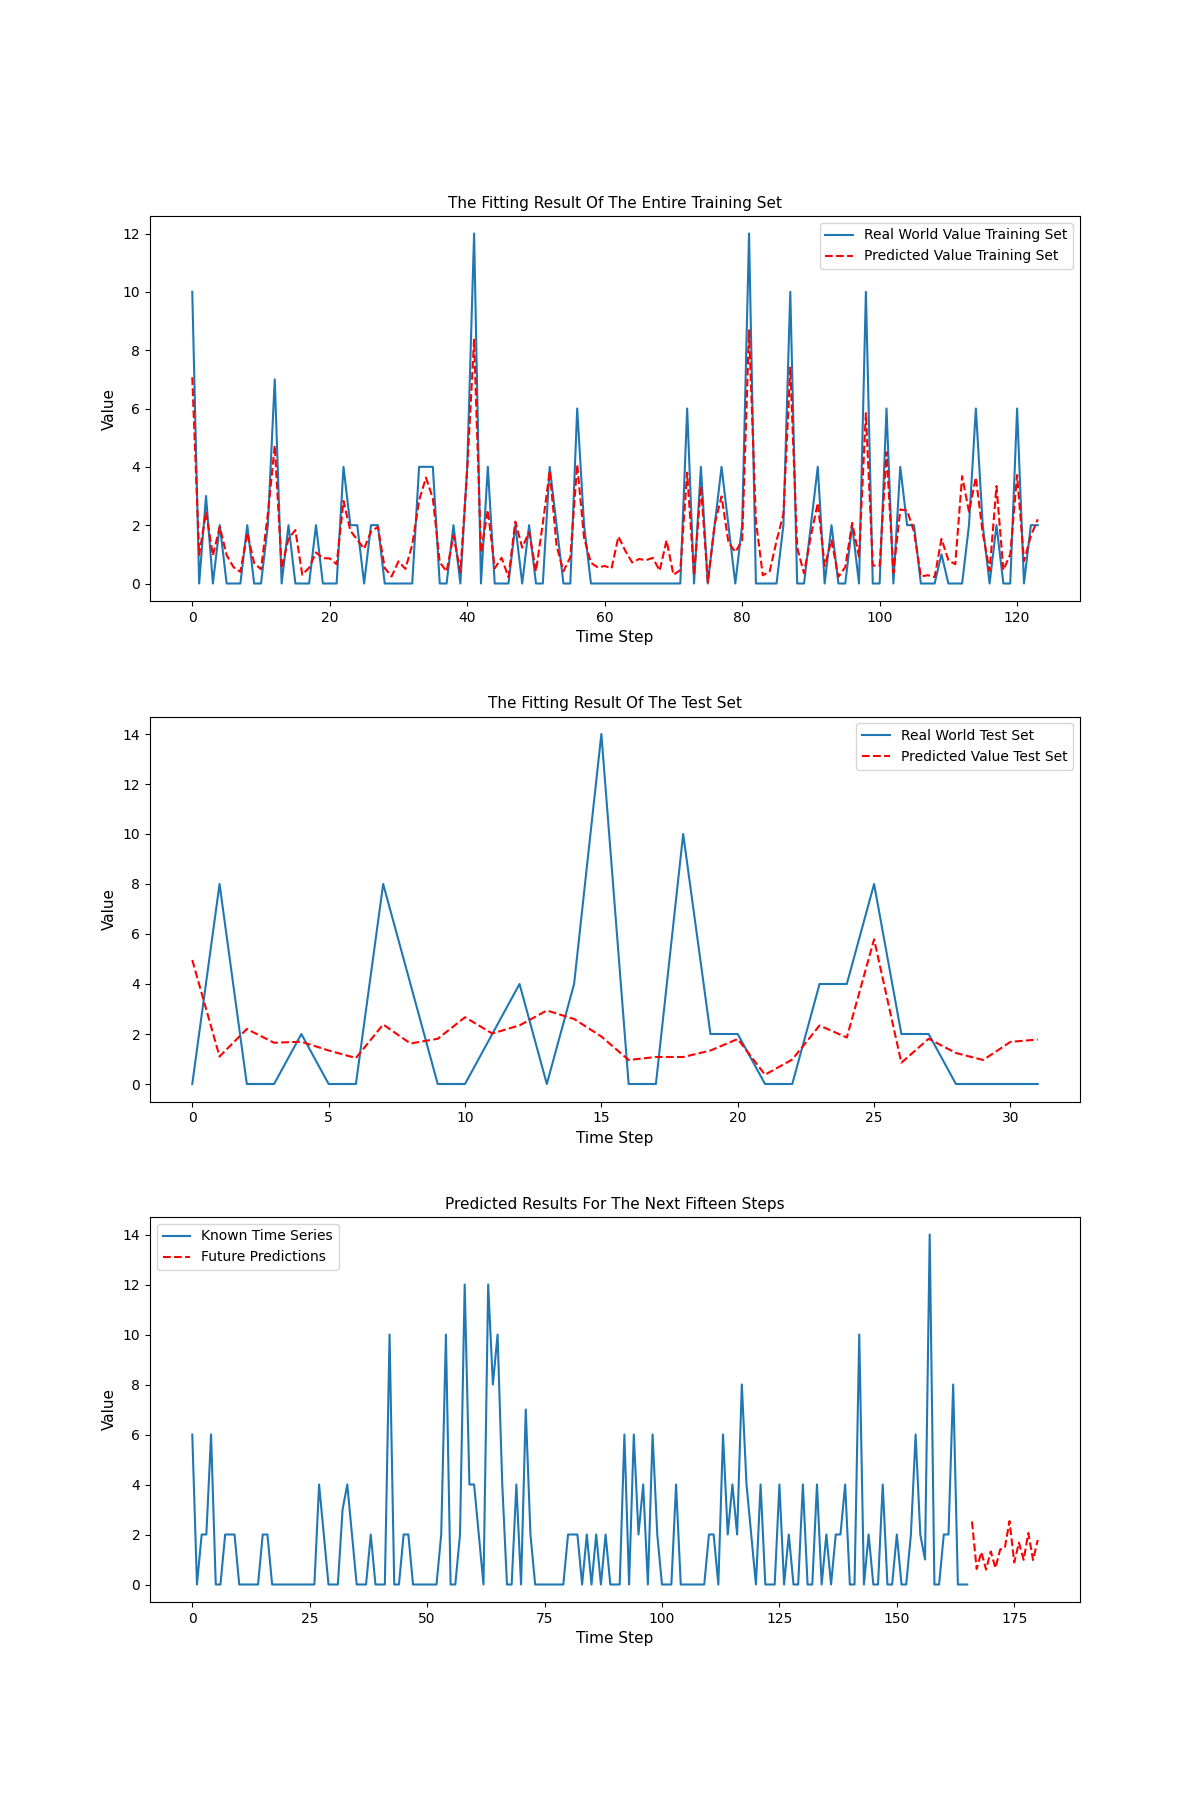 The Fitting Result Of The Entire Training Set
Real World Value Training Set
Predicted Value Training Set
Value
12
10
8
6
4
2
0
0 20 40 60 80 100 120
Time Step
The Fitting Result Of The Test Set
Real World Test Set
Predicted Value Test Set
Value
14
12
10
8
6
4
2
0
0 5 10 15 20 25 30
Time Step
Predicted Results For The Next Fifteen Steps
Known Time Series
Future Predictions
Value
14
12
10
8
6
4
2
0
0 25 50 75 100 125 150 175
Time Step